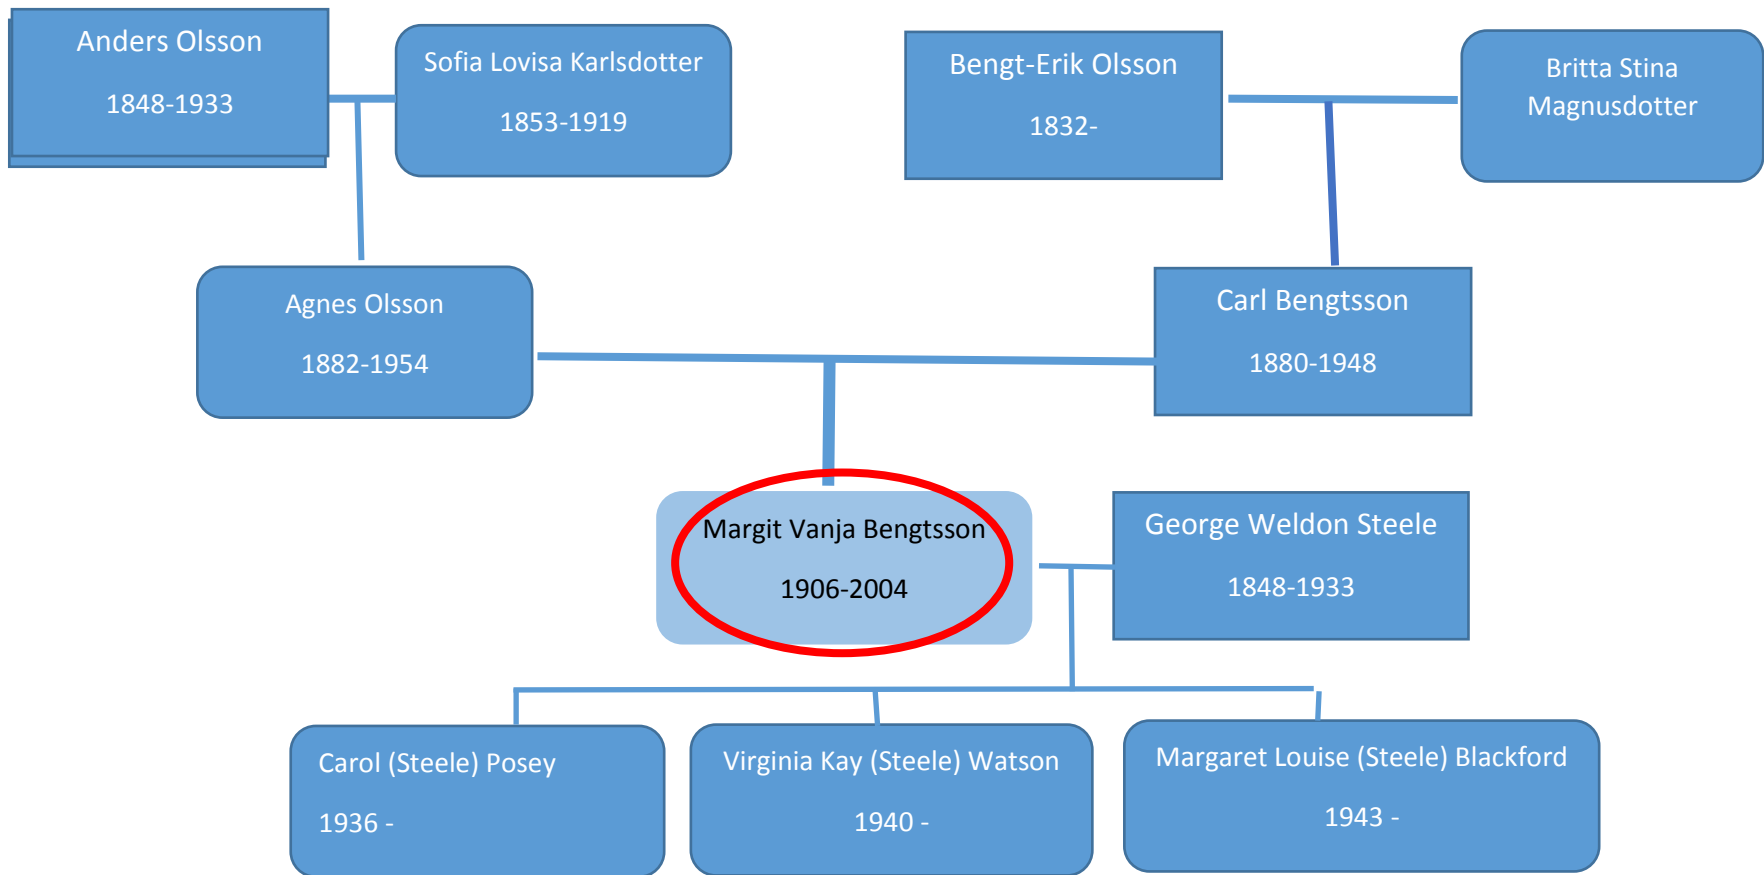 Anders Olsson
1848-1933
Sofia Lovisa Karlsdotter
1853-1919
Bengt-Erik Olsson
1832-
Britta Stina
Magnusdotter
Agnes Olsson
1882-1954
Carl Bengtsson
1880-1948
Margit Vanja Bengtsson
1906-2004
George Weldon Steele
1848-1933
Carol (Steele) Posey
1936 -
Virginia Kay (Steele) Watson
1940 -
Margaret Louise (Steele) Blackford
1943 -